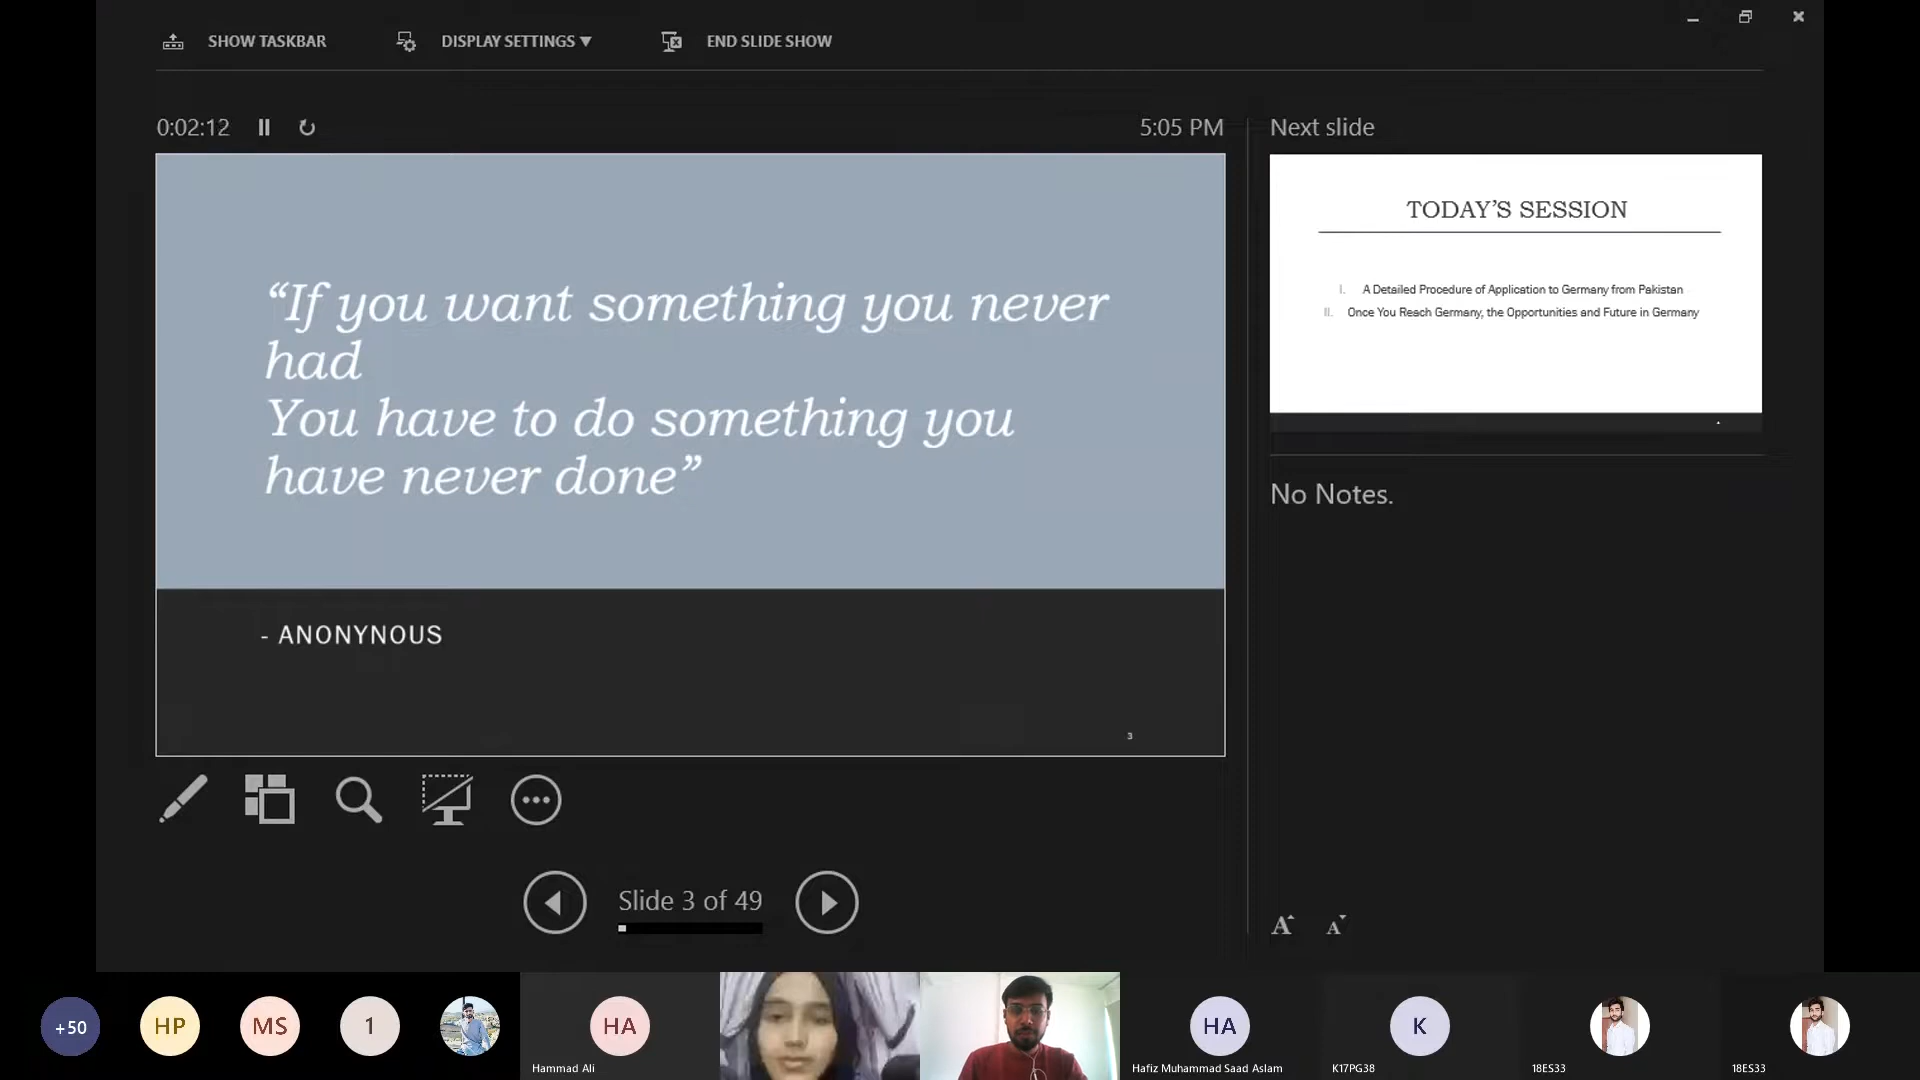 SHOW TASKBAR
DISPLAY SETTINGS ▼
END SLIDE SHOW
0:02:12
5:05 PM
Next slide
“If you want something you never
had
You have to do something you
have never done”
- ANONYNOUS
3
TODAY’S SESSION
I. A Detailed Procedure of Application to Germany from Pakistan
II. Once You Reach Germany, the Opportunities and Future in Germany
No Notes.
Slide 3 of 49
A A
+50
HP
MS
1
HA
Hammad Ali
HA
Hafiz Muhammad Saad Aslam
K
K17PG38
18ES33
18ES33